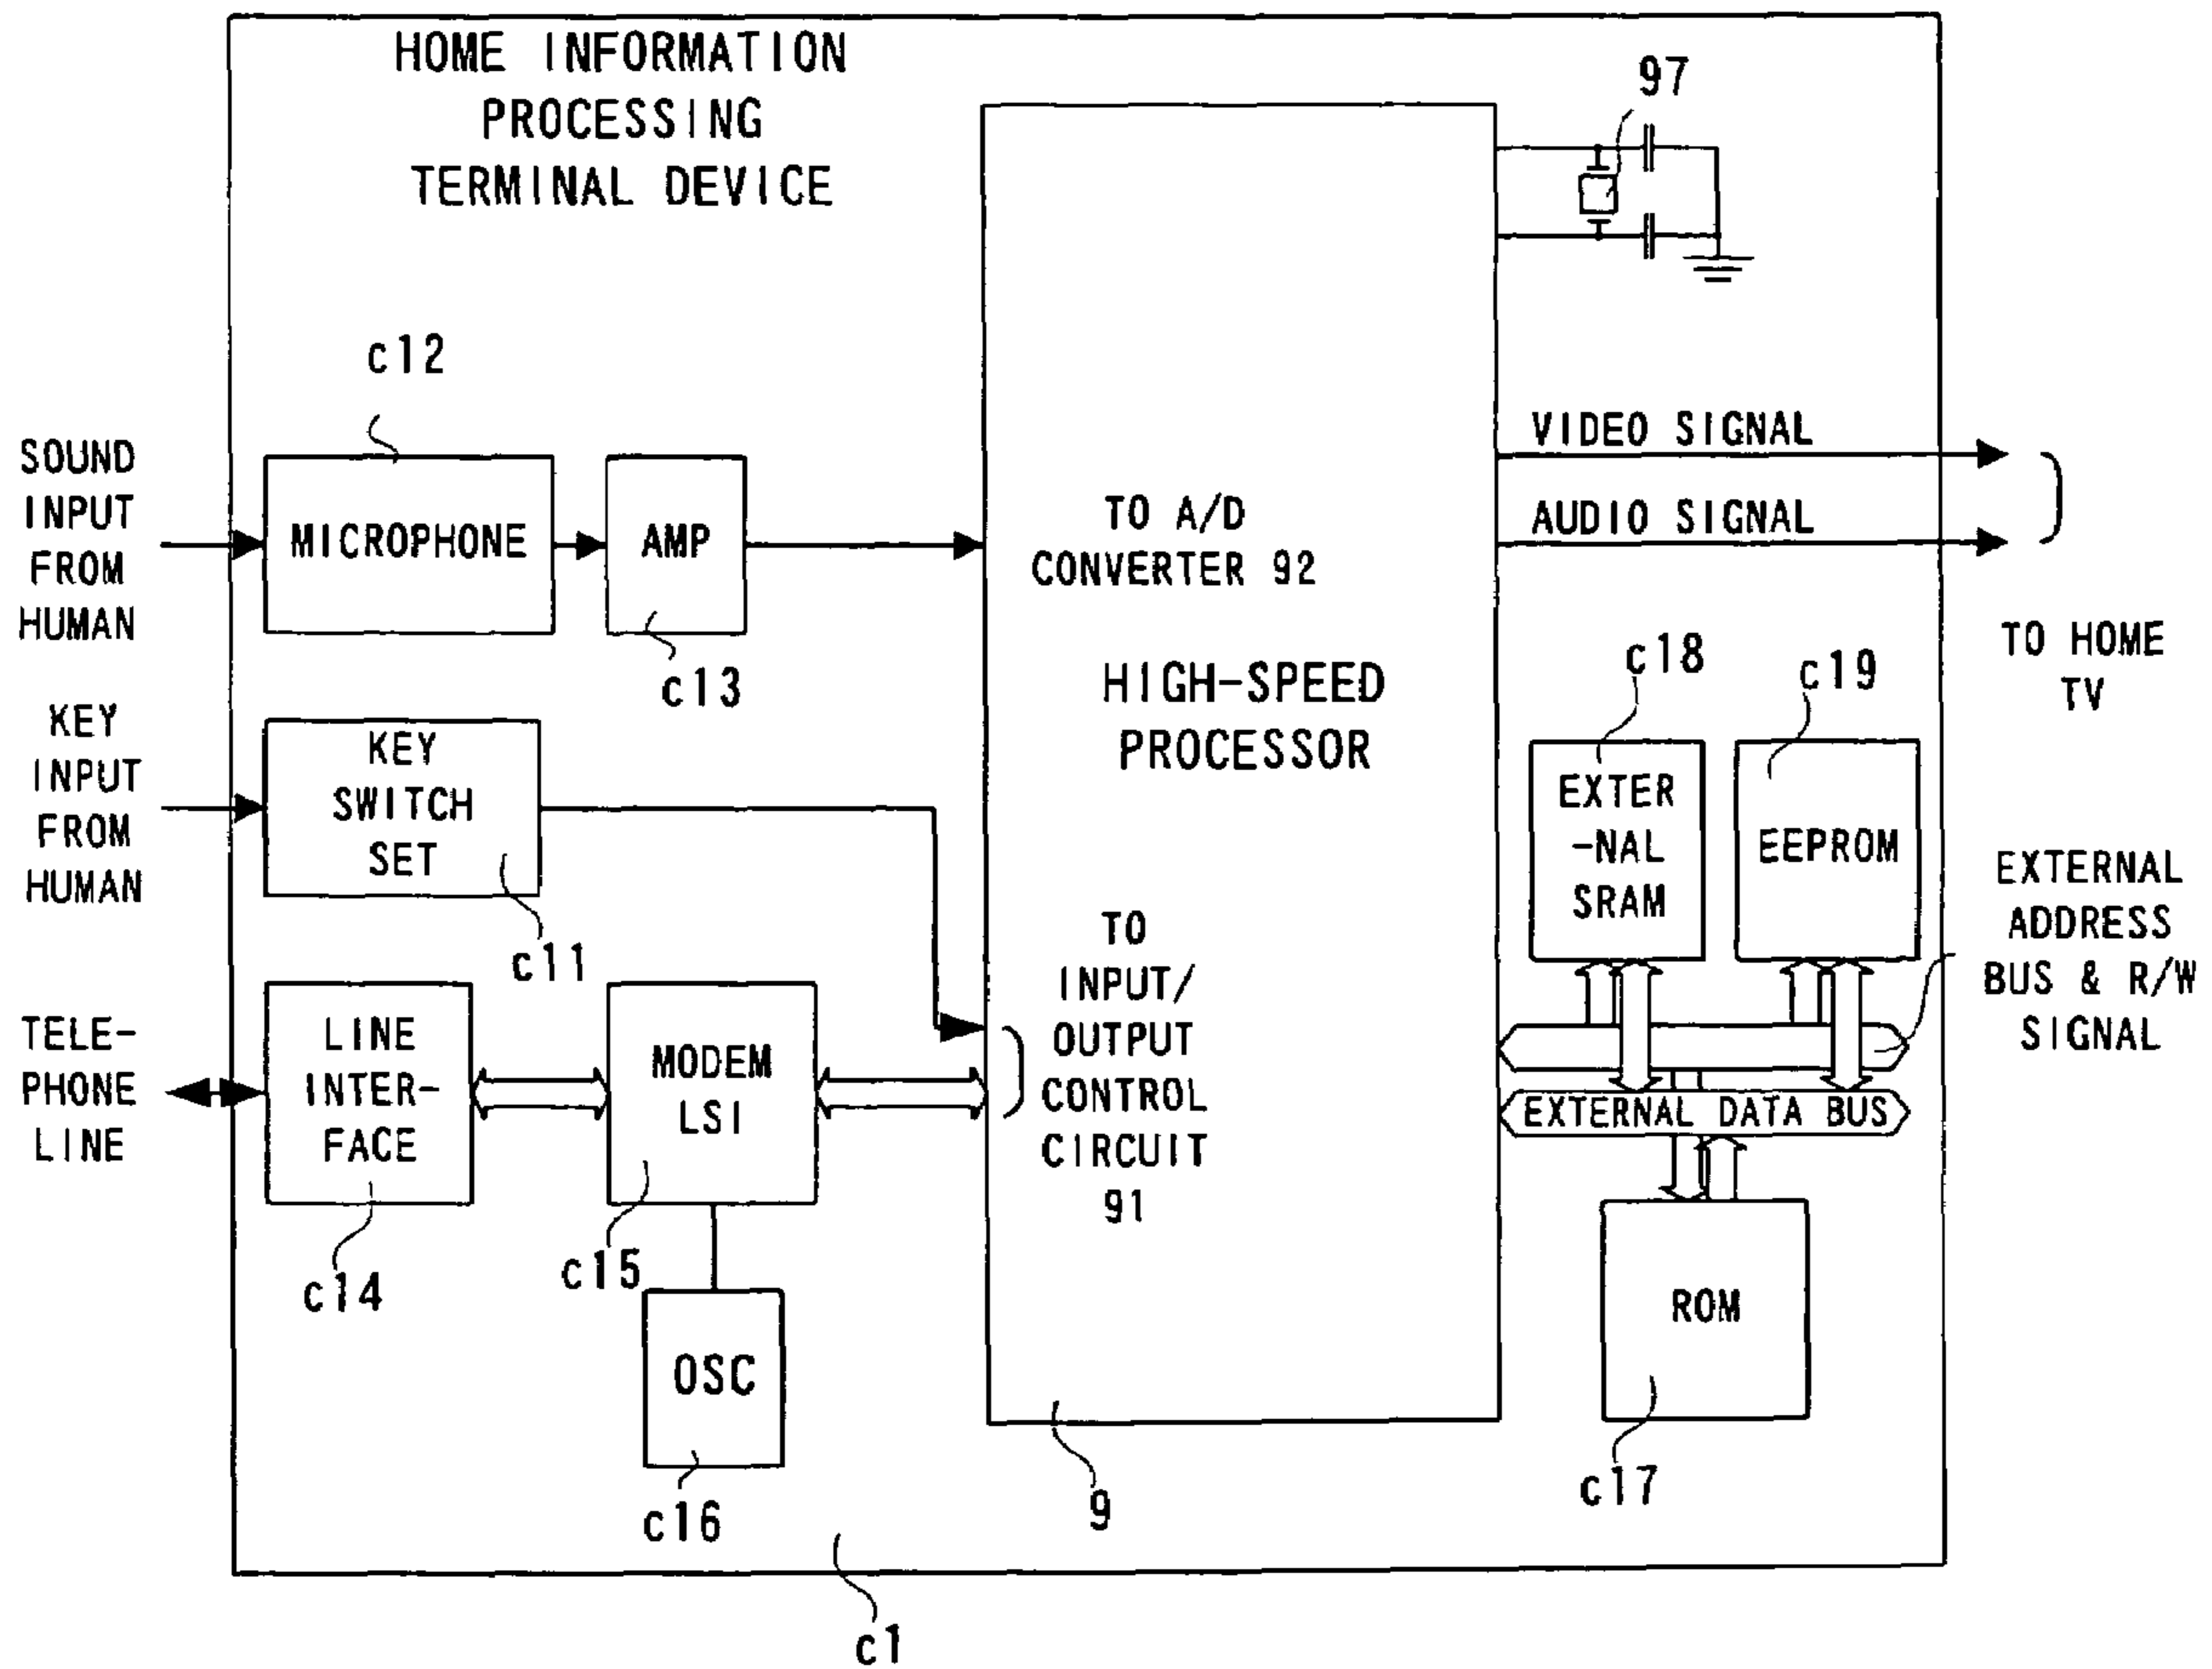 HOME INFORMATION
PROCESSING
TERMINAL DEVICE
97
c12
SOUND
INPUT
FROM
HUMAN
MICROPHONE
AMP
c13
TO A/D
CONVERTER 92
VIDEO SIGNAL
AUDIO SIGNAL
TO HOME
TV
HIGH-SPEED
PROCESSOR
KEY
INPUT
FROM
HUMAN
KEY
SWITCH
SET
c11
c18
c19
EXTER
-NAL
SRAM
EEPROM
EXTERNAL
ADDRESS
BUS & R/W
SIGNAL
TO
INPUT/
OUTPUT
CONTROL
CIRCUIT
91
TELE-
PHONE
LINE
LINE
INTER-
FACE
c14
MODEM
LSI
c15
EXTERNAL DATA BUS
OSC
c16
ROM
c17
9
c1